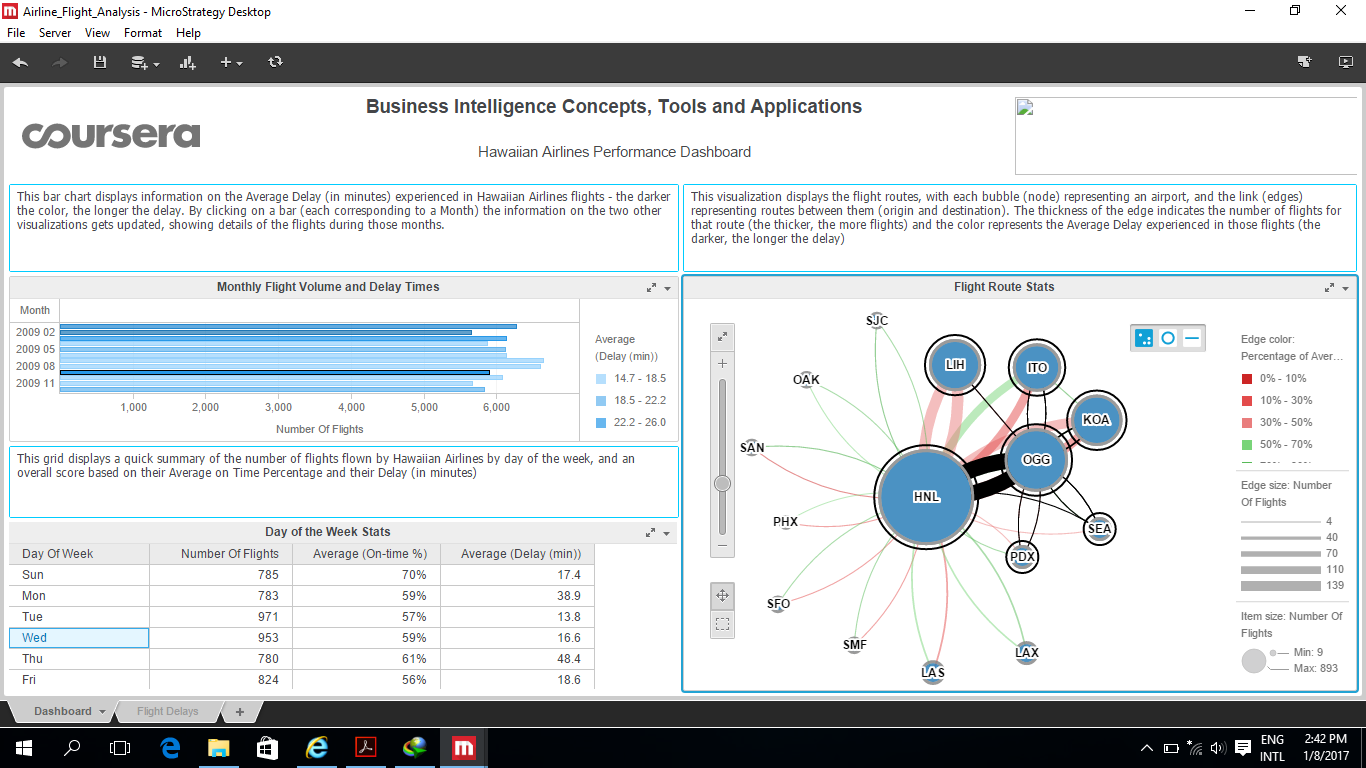 Airline_Flight_Analysis - MicroStrategy Desktop
File Server View Format Help
Business Intelligence Concepts, Tools and Applications
coursera
Hawaiian Airlines Performance Dashboard
This bar chart displays information on the Average Delay (in minutes) experienced in Hawaiian Airlines flights - the darker
the color, the longer the delay. By clicking on a bar (each corresponding to a Month) the information on the two other
visualizations gets updated, showing details of the flights during those months.
This visualization displays the flight routes, with each bubble (node) representing an airport, and the link (edges)
representing routes between them (origin and destination). The thickness of the edge indicates the number of flights for
that route (the thicker, the more flights) and the color represents the Average Delay experienced in those flights (the
darker, the longer the delay)
Monthly Flight Volume and Delay Times
Month
2009 02
2009 05
2009 08
2009 11
1,000 2,000 3,000 4,000 5,000 6,000
Number Of Flights
Average
(Delay (min))
14.7 - 18.5
18.5 - 22.2
22.2 - 26.0
This grid displays a quick summary of the number of flights flown by Hawaiian Airlines by day of the week, and an
overall score based on their Average on Time Percentage and their Delay (in minutes)
Day of the Week Stats
Day Of Week Number Of Flights Average (On-time %) Average (Delay (min))
Sun 785 70% 17.4
Mon 783 59% 38.9
Tue 971 57% 13.8
Wed 953 59% 16.6
Thu 780 61% 48.4
Fri 824 56% 18.6
Flight Route Stats
SJC
LIH
ITO
OAK
KOA
SAN
OGG
HNL
PHX
SEA
PDX
SFO
SMF
LAX
LAS
Edge color:
Percentage of Aver...
0% - 10%
10% - 30%
30% - 50%
50% - 70%
Edge size: Number
Of Flights
4
40
70
110
139
Item size: Number Of
Flights
Min: 9
Max: 893
Dashboard Flight Delays
ENG
INTL
2:42 PM
1/8/2017